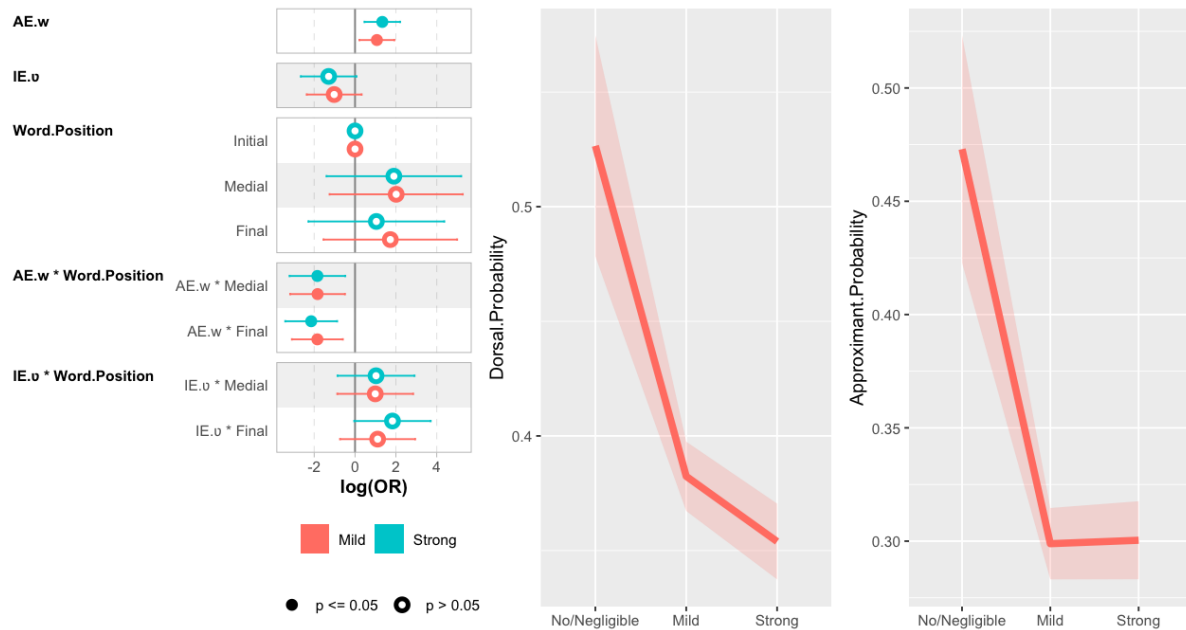 AE.w
IE.ʋ
Word.Position
Initial
Medial
Final
AE.w * Word.Position
AE.w * Medial
AE.w * Final
IE.ʋ * Word.Position
IE.ʋ * Medial
IE.ʋ * Final
-2 0 2 4
log(OR)
Mild Strong
p <= 0.05 p > 0.05
Dorsal.Probability
0.5
0.4
No/Negligible Mild Strong
Approximant.Probability
0.50
0.45
0.40
0.35
0.30
No/Negligible Mild Strong